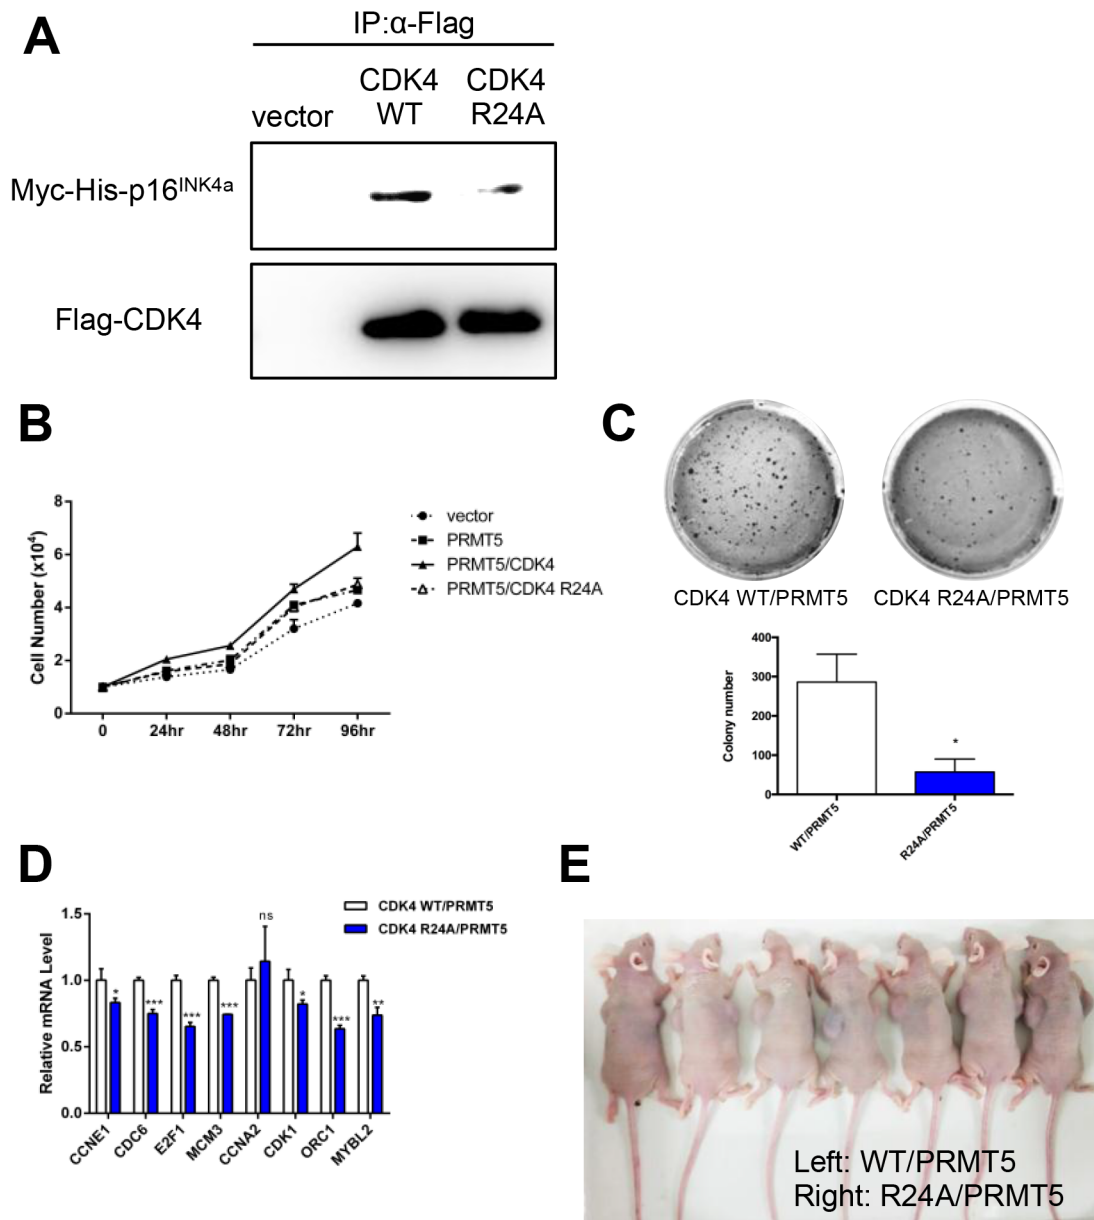 A
IP:α-Flag
vector
CDK4
WT
CDK4
R24A
Myc-His-p16INK4a
Flag-CDK4
B
Cell Number (x10⁴)
8
6
4
2
0
0 24hr 48hr 72hr 96hr
vector
PRMT5
PRMT5/CDK4
PRMT5/CDK4 R24A
C
CDK4 WT/PRMT5
CDK4 R24A/PRMT5
Colony number
400
300
200
100
0
*
WT/PRMT5
R24A/PRMT5
D
CDK4 WT/PRMT5
CDK4 R24A/PRMT5
Relative mRNA Level
1.5
1.0
0.5
0.0
* *** *** *** ns * *** **
CCNE1
CDC6
E2F1
MCM3
CCNA2
CDK1
ORC1
MYBL2
E
Left: WT/PRMT5
Right: R24A/PRMT5